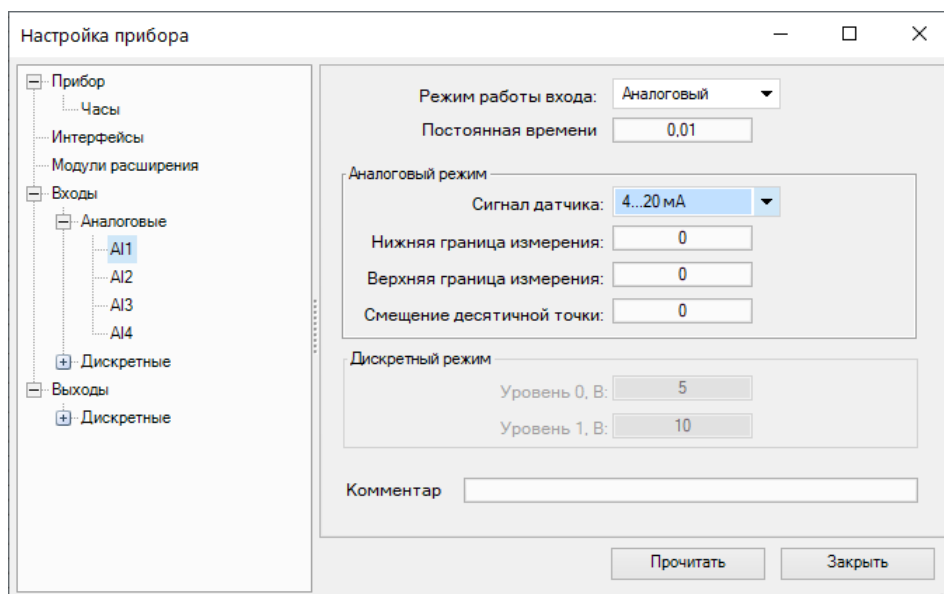 Настройка прибора
Прибор
Часы
Интерфейсы
Модули расширения
Входы
Аналоговые
AI1
AI2
AI3
AI4
Дискретные
Выходы
Дискретные
Режим работы входа: Аналоговый
Постоянная времени 0,01
Аналоговый режим
Сигнал датчика: 4...20 мА
Нижняя граница измерения: 0
Верхняя граница измерения: 0
Смещение десятичной точки: 0
Дискретный режим
Уровень 0, В: 5
Уровень 1, В: 10
Комментар
Прочитать Закрыть